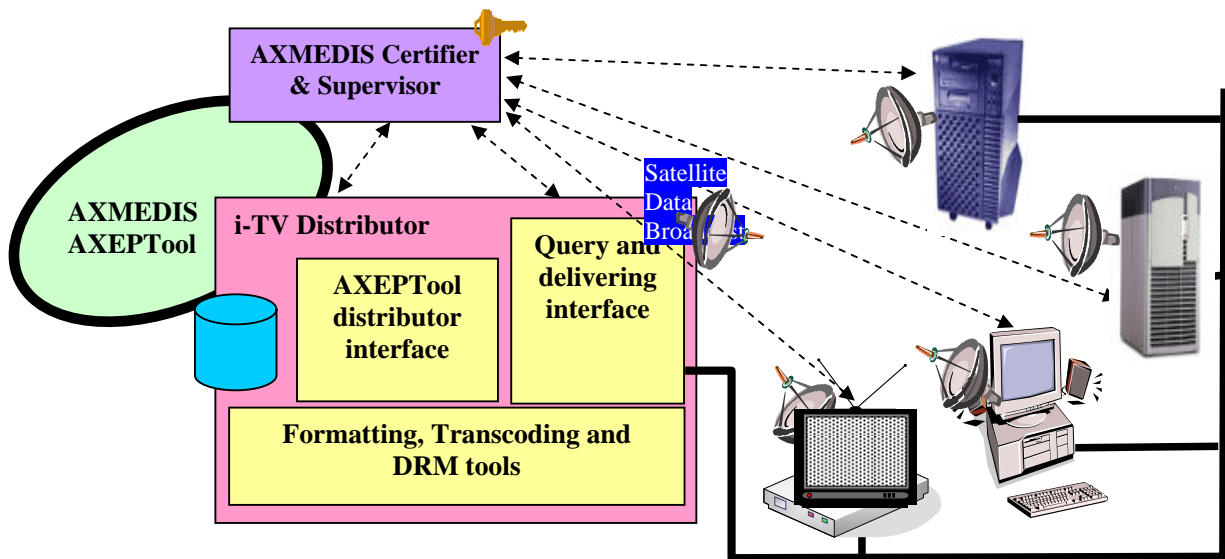 AXMEDIS Certifier
& Supervisor
AXMEDIS
AXEPTool
i-TV Distributor
Satellite
Data
Query and
delivering
interface
AXEPTool
distributor
interface
Formatting, Transcoding and
DRM tools